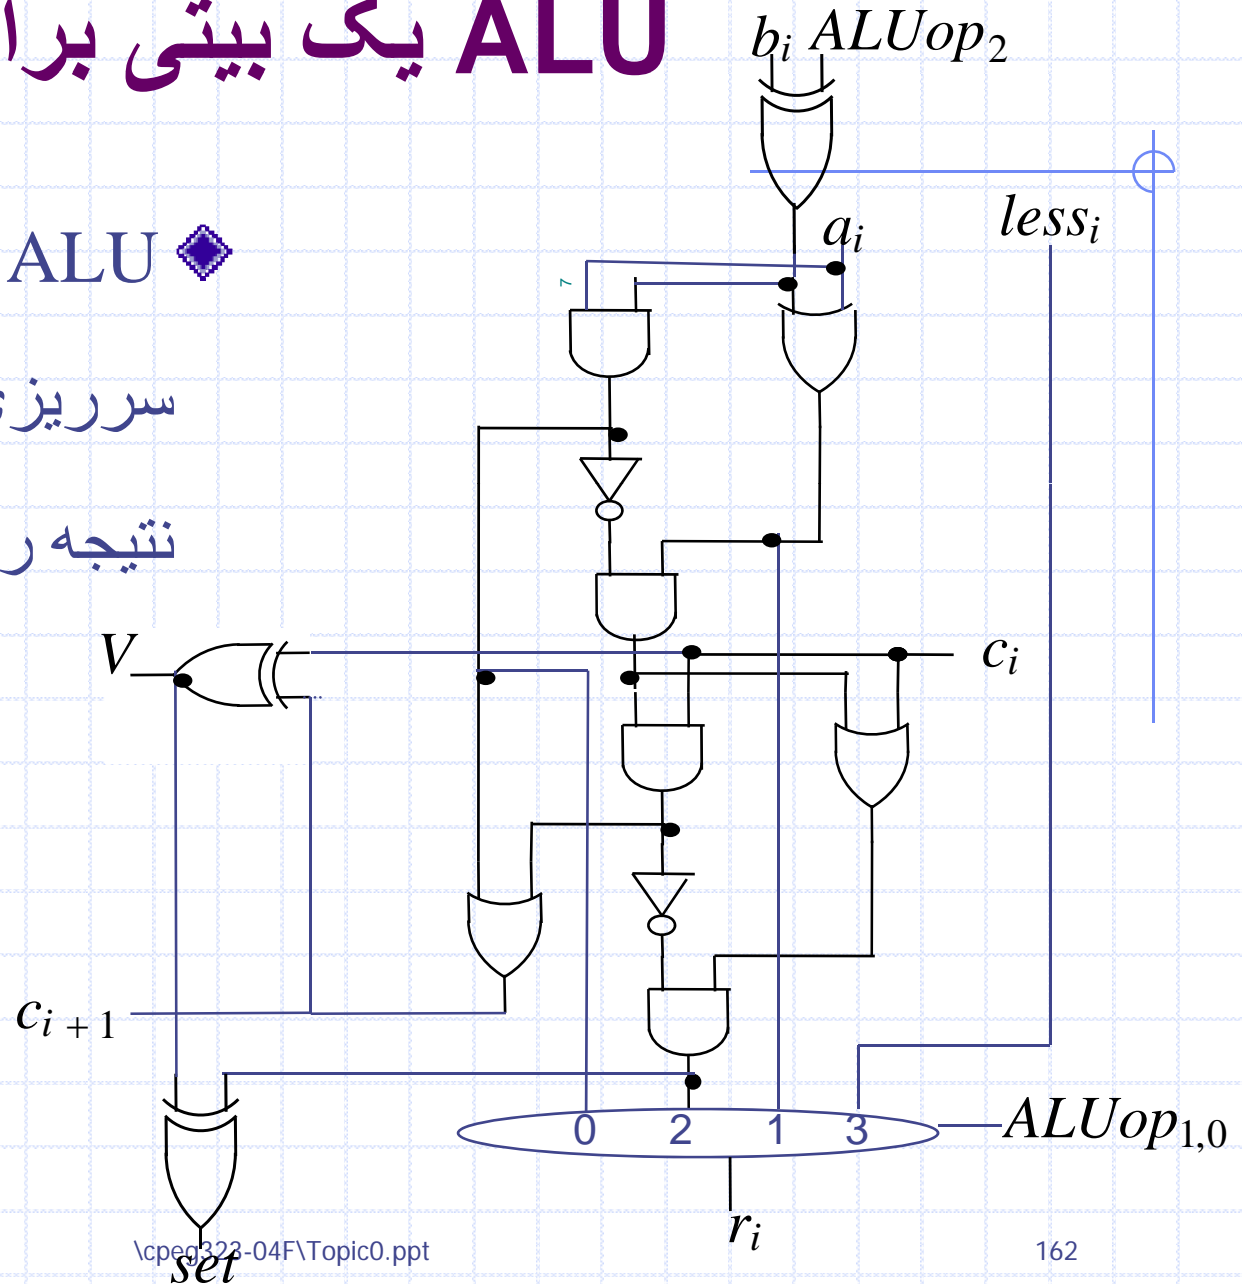 ALU یک بیتی برا
b_i ALUop_2
a_i
less_i
ALU
سرریزی
نتیجه ر
V
c_i
c_{i + 1}
0 2 1 3
ALUop_{1,0}
r_i
\cpeg323-04F\Topic0.ppt
162
set